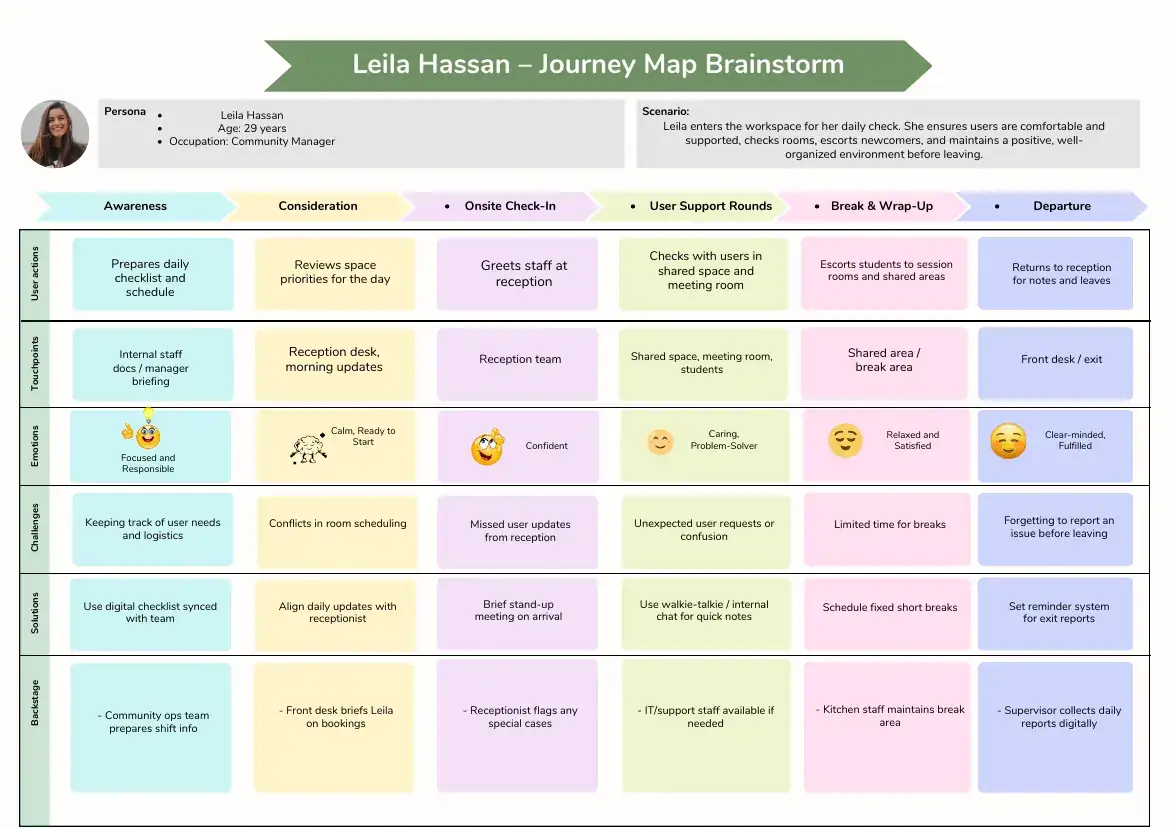 Leila Hassan – Journey Map Brainstorm
Persona
• Leila Hassan
• Age: 29 years
• Occupation: Community Manager
Scenario:
Leila enters the workspace for her daily check. She ensures users are comfortable and
supported, checks rooms, escorts newcomers, and maintains a positive, well-
organized environment before leaving.
Awareness
Consideration
• Onsite Check-In
• User Support Rounds
• Break & Wrap-Up
• Departure
User actions
Prepares daily
checklist and
schedule
Reviews space
priorities for the day
Greets staff at
reception
Checks with users in
shared space and
meeting room
Escorts students to session
rooms and shared areas
Returns to reception
for notes and leaves
Touchpoints
Internal staff
docs / manager
briefing
Reception desk,
morning updates
Reception team
Shared space, meeting room,
students
Shared area /
break area
Front desk / exit
Emotions
Focused and
Responsible
Calm, Ready to
Start
Confident
Caring,
Problem-Solver
Relaxed and
Satisfied
Clear-minded,
Fulfilled
Challenges
Keeping track of user needs
and logistics
Conflicts in room scheduling
Missed user updates
from reception
Unexpected user requests or
confusion
Limited time for breaks
Forgetting to report an
issue before leaving
Solutions
Use digital checklist synced
with team
Align daily updates with
receptionist
Brief stand-up
meeting on arrival
Use walkie-talkie / internal
chat for quick notes
Schedule fixed short breaks
Set reminder system
for exit reports
Backstage
- Community ops team
prepares shift info
- Front desk briefs Leila
on bookings
- Receptionist flags any
special cases
- IT/support staff available if
needed
- Kitchen staff maintains break
area
- Supervisor collects daily
reports digitally